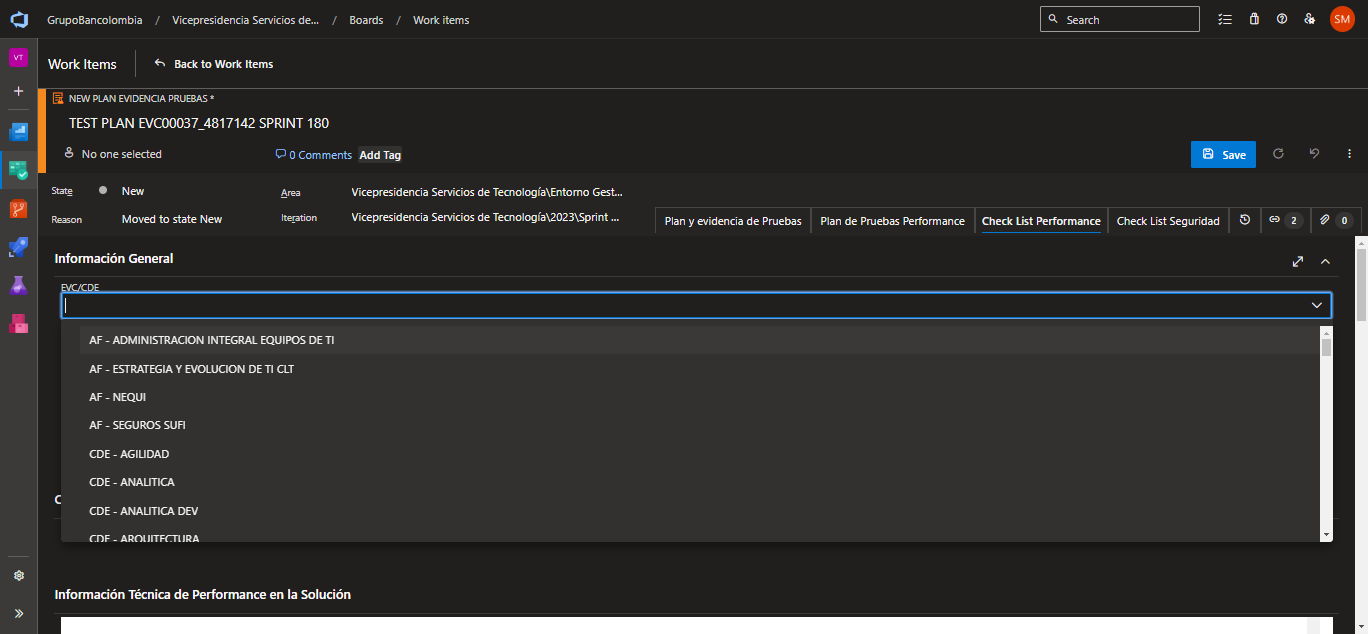 GrupoBancolombia / Vicepresidencia Servicios de... / Boards / Work items
Search
SM
VT
Work Items
Back to Work Items
NEW PLAN EVIDENCIA PRUEBAS *
TEST PLAN EVC00037_4817142 SPRINT 180
No one selected
0 Comments
Add Tag
Save
State
New
Area
Vicepresidencia Servicios de Tecnología\Entorno Gest...
Reason
Moved to state New
Iteration
Vicepresidencia Servicios de Tecnología\2023\Sprint ...
Plan y evidencia de Pruebas
Plan de Pruebas Performance
Check List Performance
Check List Seguridad
2
0
Información General
EVC/CDE
AF - ADMINISTRACION INTEGRAL EQUIPOS DE TI
AF - ESTRATEGIA Y EVOLUCION DE TI CLT
AF - NEQUI
AF - SEGUROS SUFI
CDE - AGILIDAD
CDE - ANALITICA
CDE - ANALITICA DEV
CDE - ARQUITECTURA
Información Técnica de Performance en la Solución